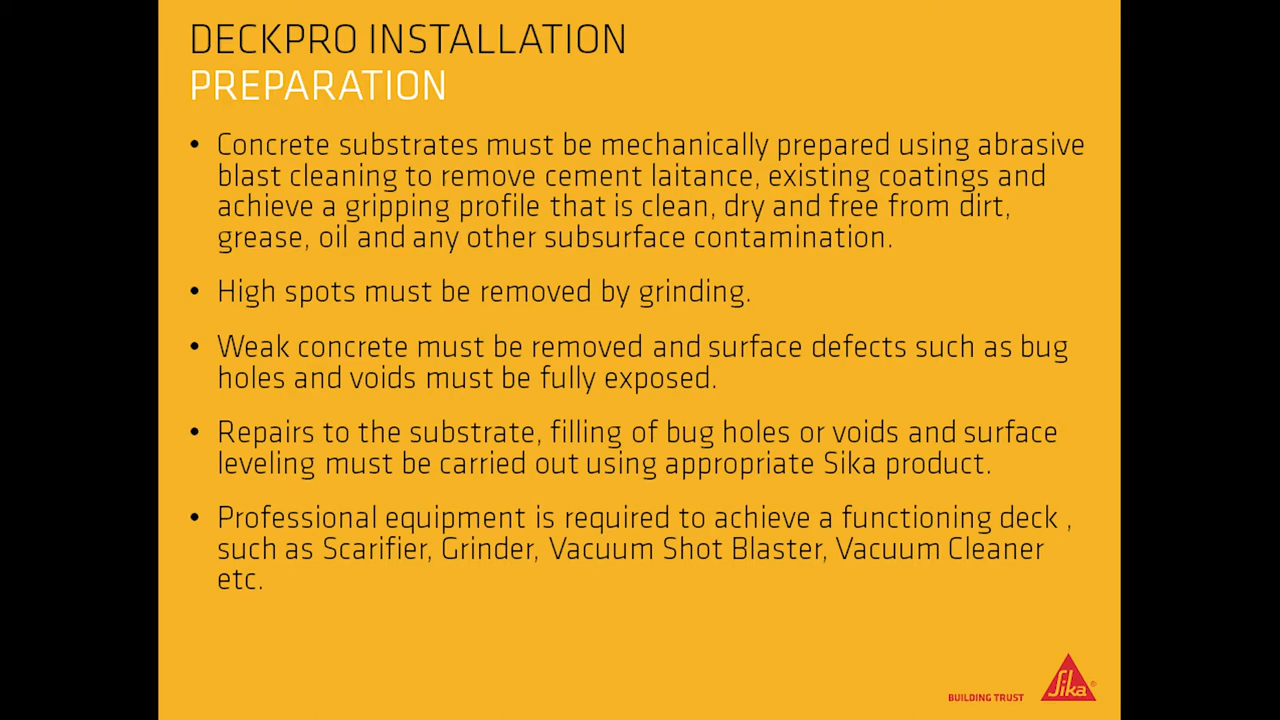 DECKPRO INSTALLATION
PREPARATION
• Concrete substrates must be mechanically prepared using abrasive
blast cleaning to remove cement laitance, existing coatings and
achieve a gripping profile that is clean, dry and free from dirt,
grease, oil and any other subsurface contamination.
• High spots must be removed by grinding.
• Weak concrete must be removed and surface defects such as bug
holes and voids must be fully exposed.
• Repairs to the substrate, filling of bug holes or voids and surface
leveling must be carried out using appropriate Sika product.
• Professional equipment is required to achieve a functioning deck ,
such as Scarifier, Grinder, Vacuum Shot Blaster, Vacuum Cleaner
etc.
BUILDING TRUST
Sika®